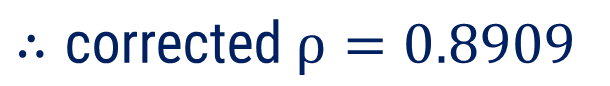 ∴ corrected ρ = 0.8909